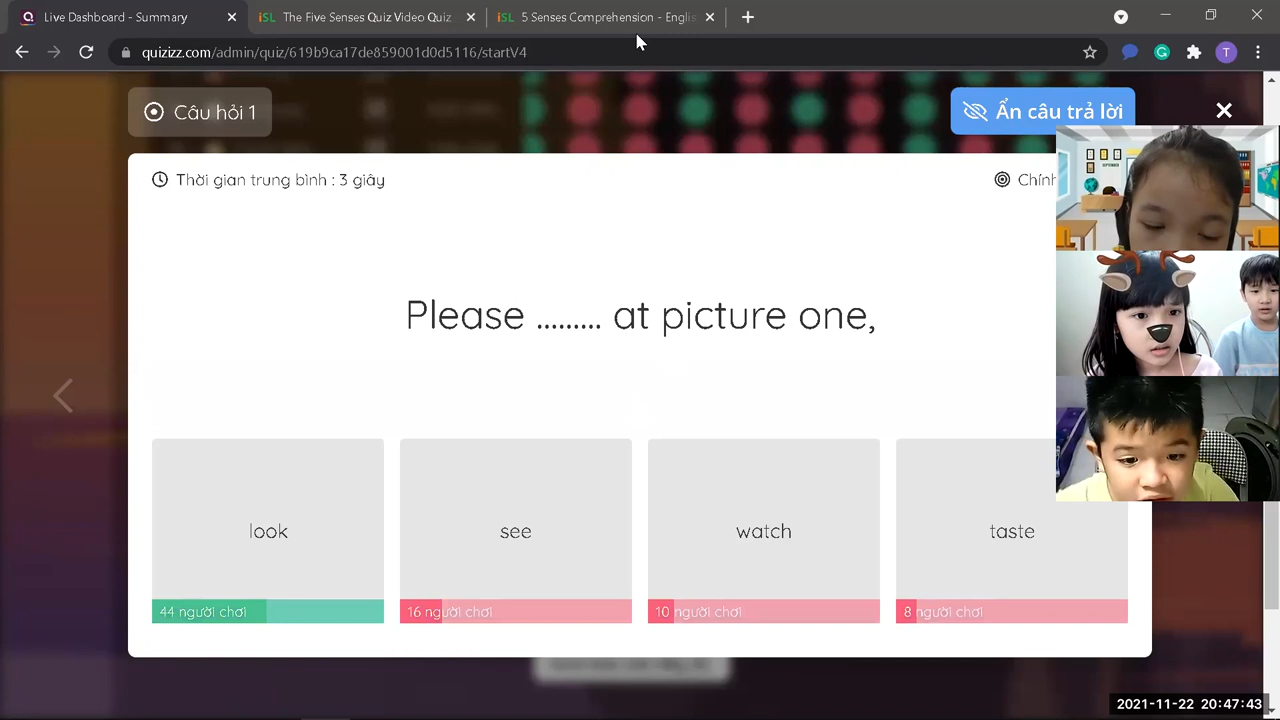 Live Dashboard - Summary
The Five Senses Quiz Video Quiz
5 Senses Comprehension - Englis
quizizz.com/admin/quiz/619b9ca17de859001d0d5116/startV4
T
Câu hỏi 1
Ẩn câu trả lời
Thời gian trung bình : 3 giây
Chính
Please ......... at picture one,
look
see
watch
taste
44 người chơi
16 người chơi
10 người chơi
8 người chơi
2021-11-22 20:47:43